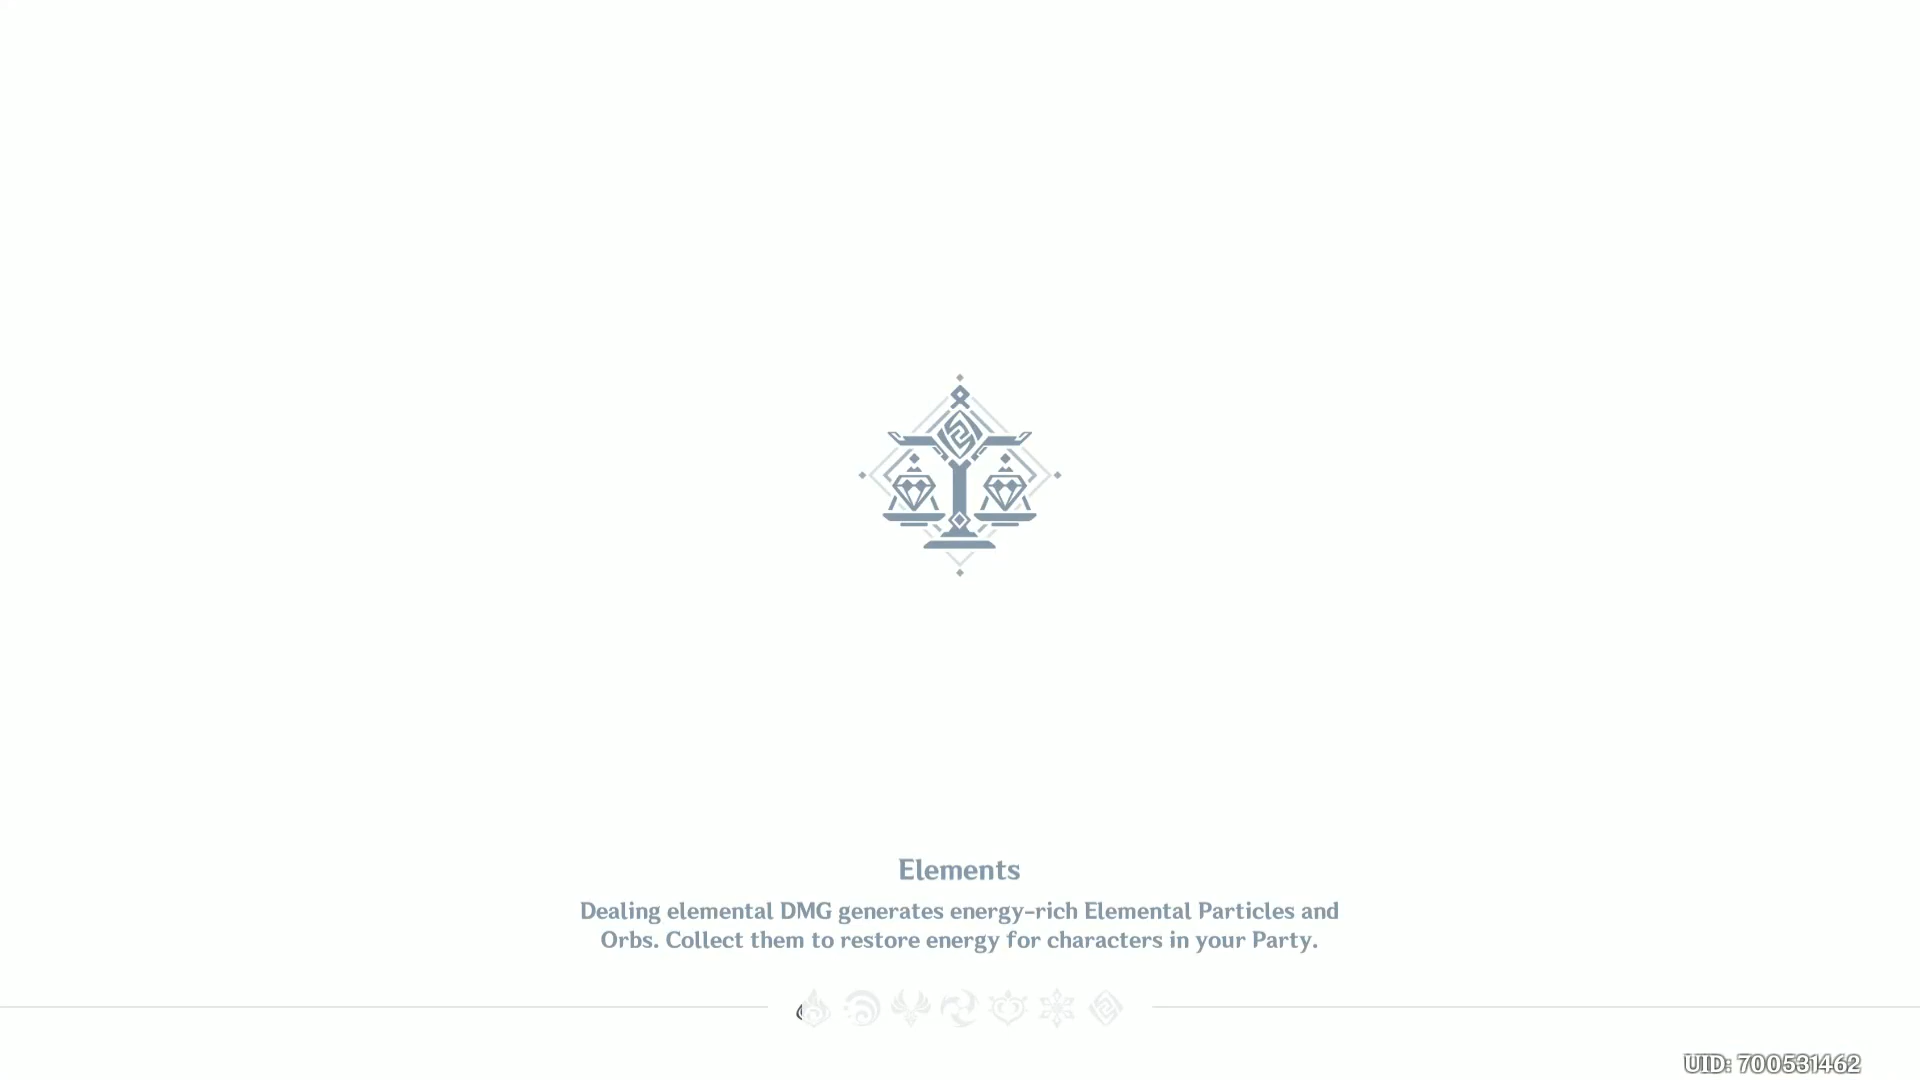 Elements
Dealing elemental DMG generates energy-rich Elemental Particles and
Orbs. Collect them to restore energy for characters in your Party.
UID: 700531462